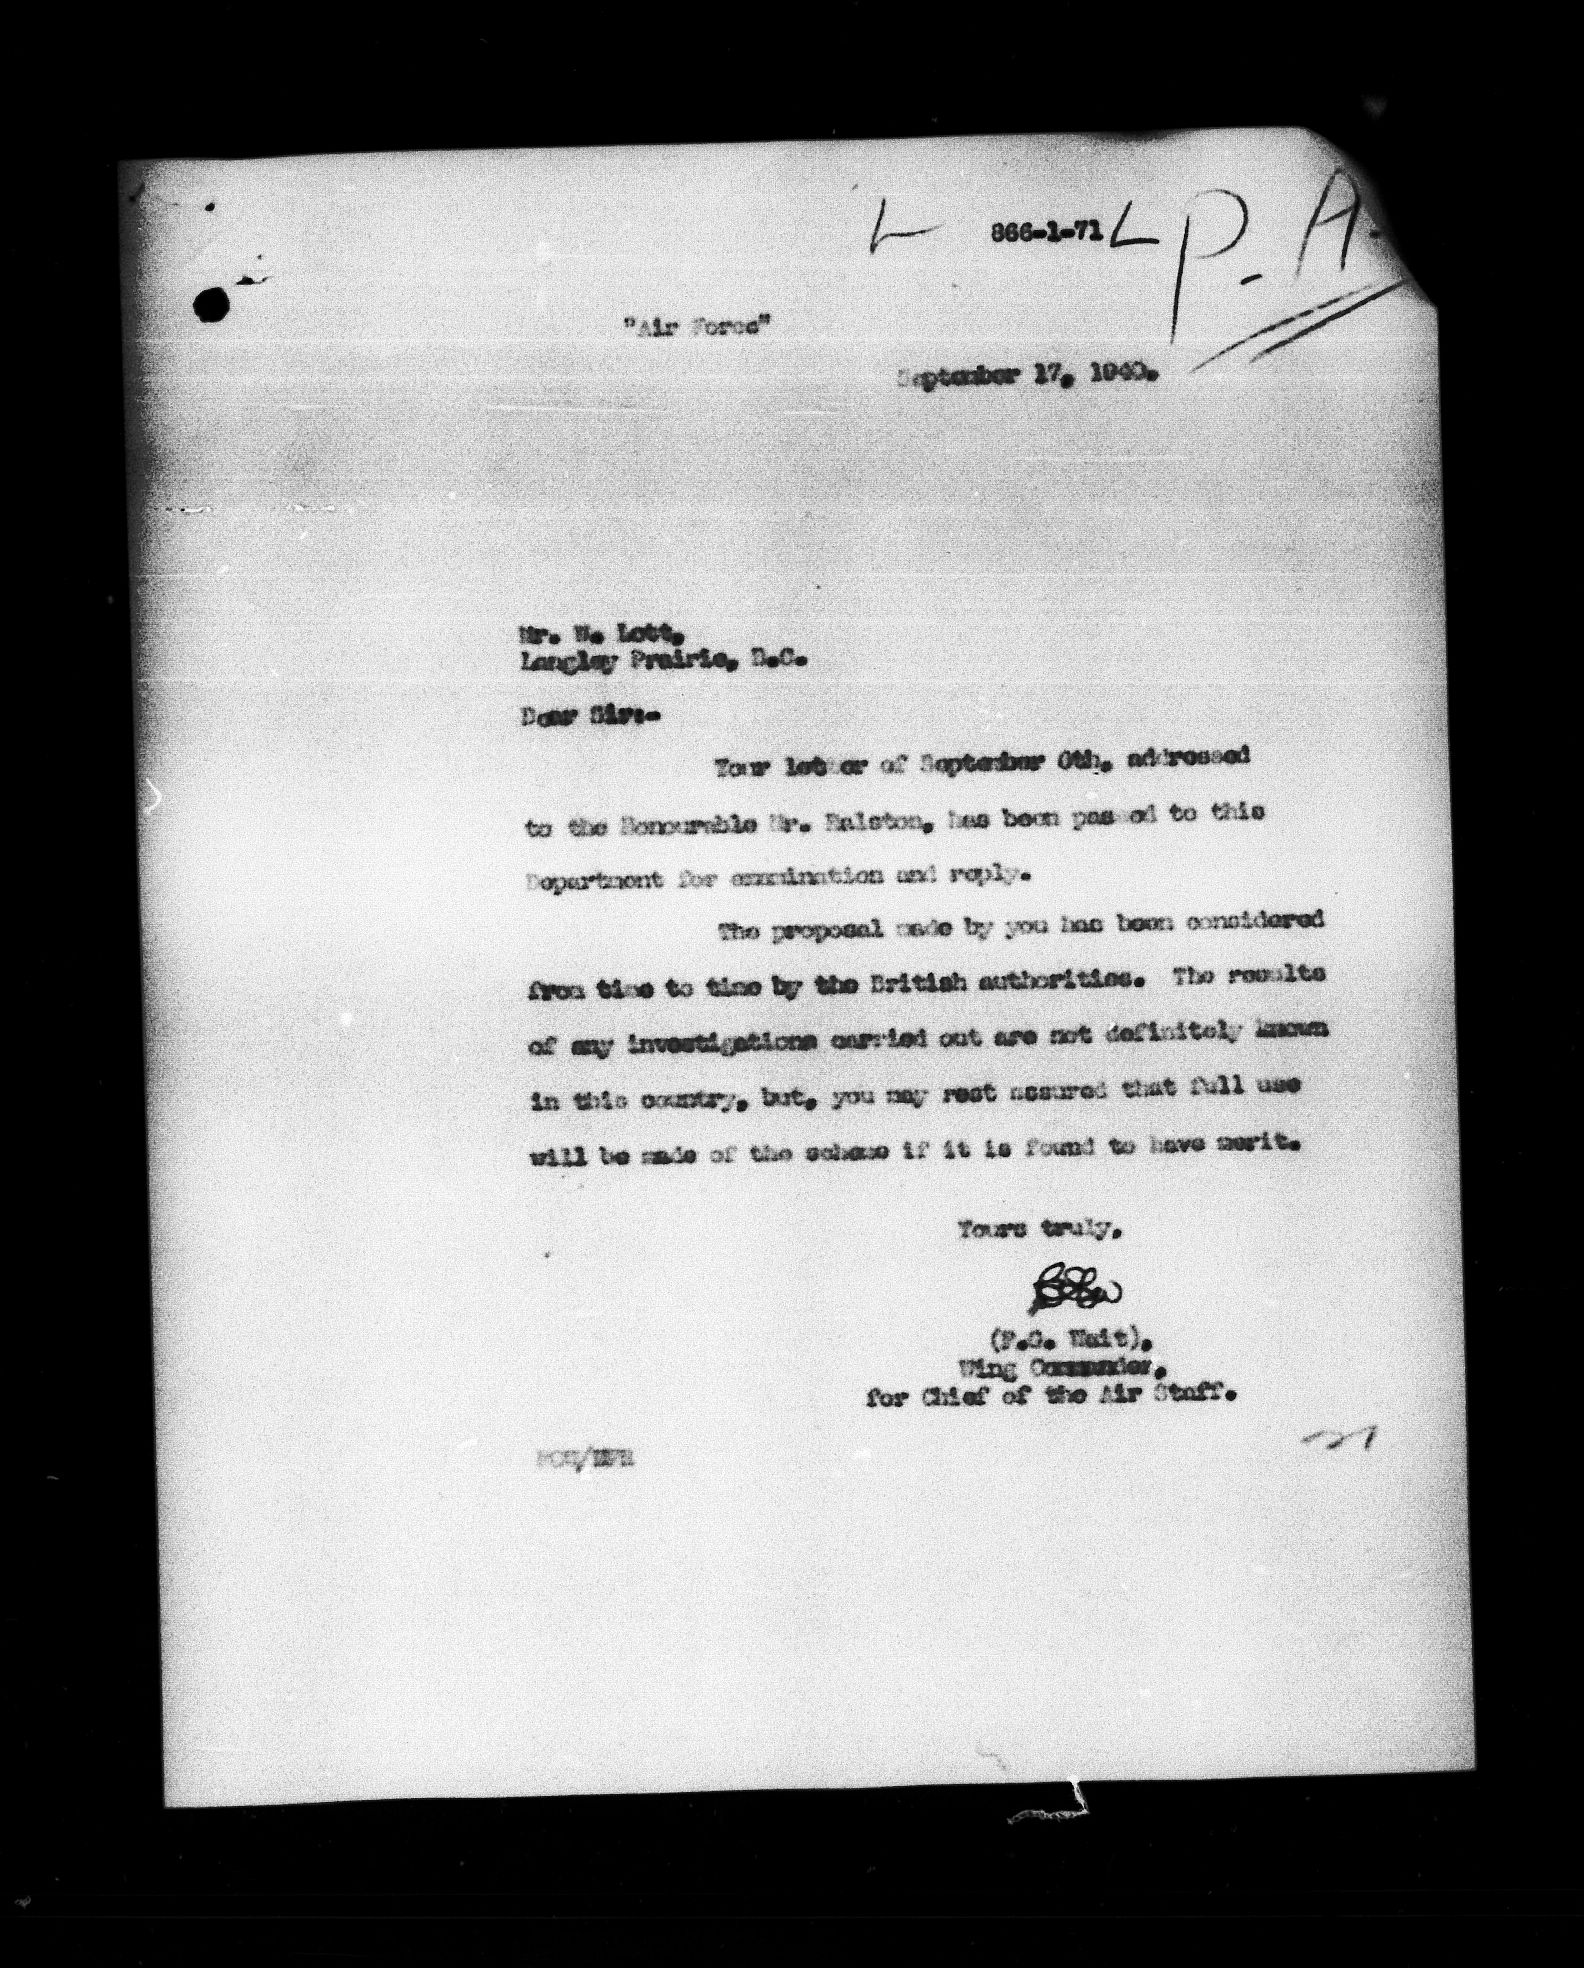 866-1-71 P.A.
"Air Force"
September 17, 1940.
Mr. W. Lott,
Langley Prairie, B.C.
Dear Sir:-
Your letter of September 6th, addressed
to the Honourable Mr. Ralston, has been passed to this
Department for examination and reply.
The proposal made by you has been considered
from time to time by the British authorities. The results
of any investigations carried out are not definitely known
in this country, but, you may rest assured that full use
will be made of the scheme if it is found to have merit.
Yours truly,
(F.G. Wait),
Wing Commander,
for Chief of the Air Staff.